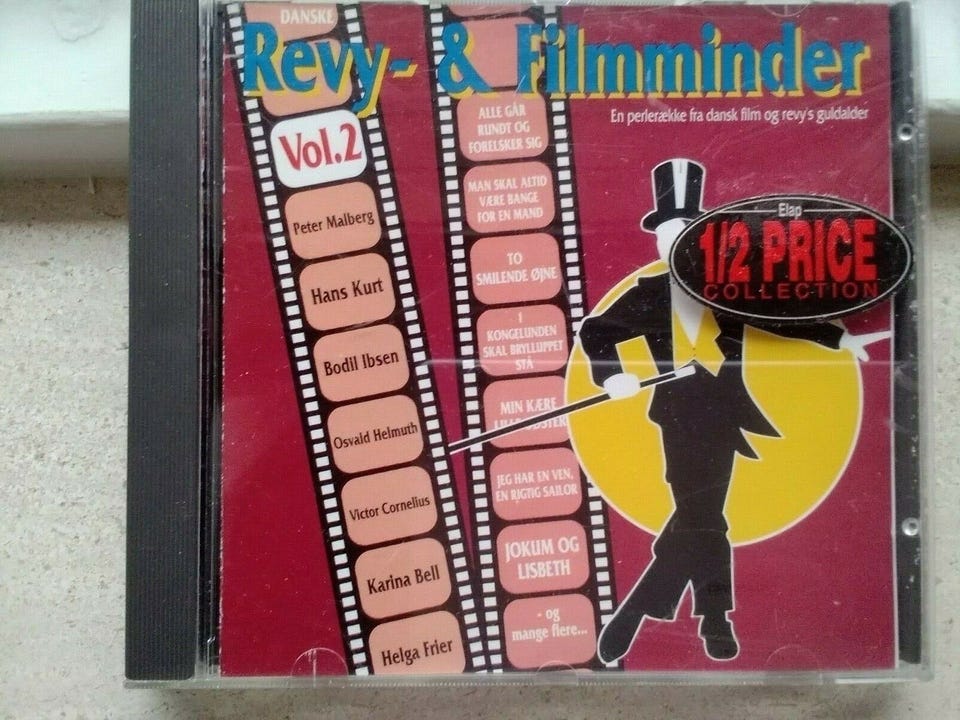 DANSKE
Revy- & Filmminder
En perlerække fra dansk film og revy's guldalder
Vol.2
Peter Malberg
Hans Kurt
Bodil Ibsen
Osvald Helmuth
Victor Cornelius
Karina Bell
Helga Frier
ALLE GÅR
RUNDT OG
FORELSKER SIG
MAN SKAL ALTID
VÆRE BANGE
FOR EN MAND
TO
SMILENDE ØJNE
I
KONGELUNDEN
SKAL BRYLLUPPET
STÅ
MIN KÆRE
JEG HAR EN VEN,
EN RIGTIG SAILOR
JOKUM OG
LISBETH
- og
mange flere...
Elap
1/2 PRICE
COLLECTION